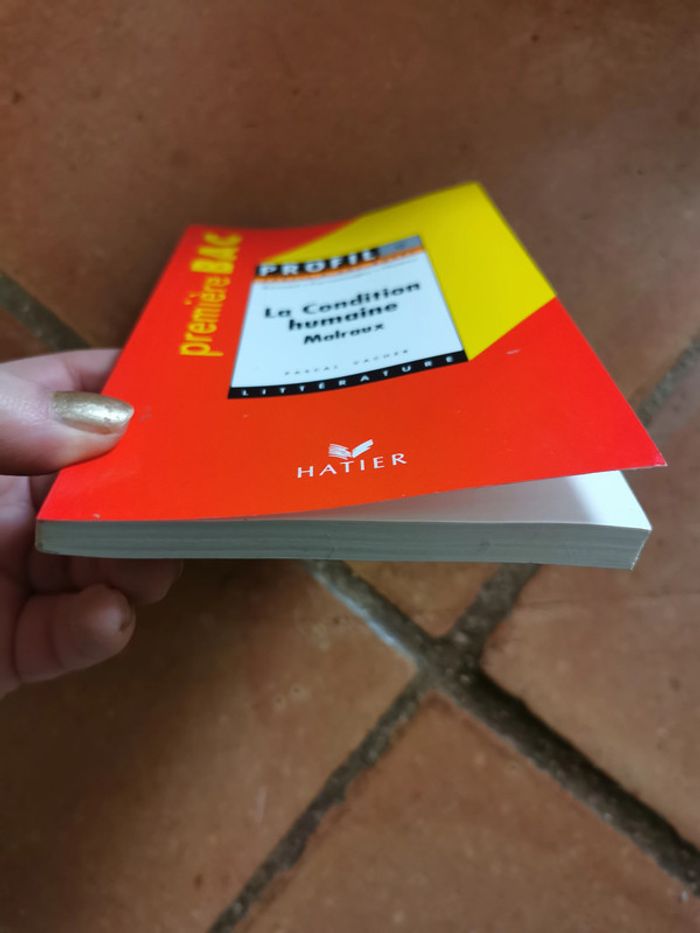 première BAC
PROFIL
La Condition
humaine
Malraux
LITTÉRATURE
HATIER